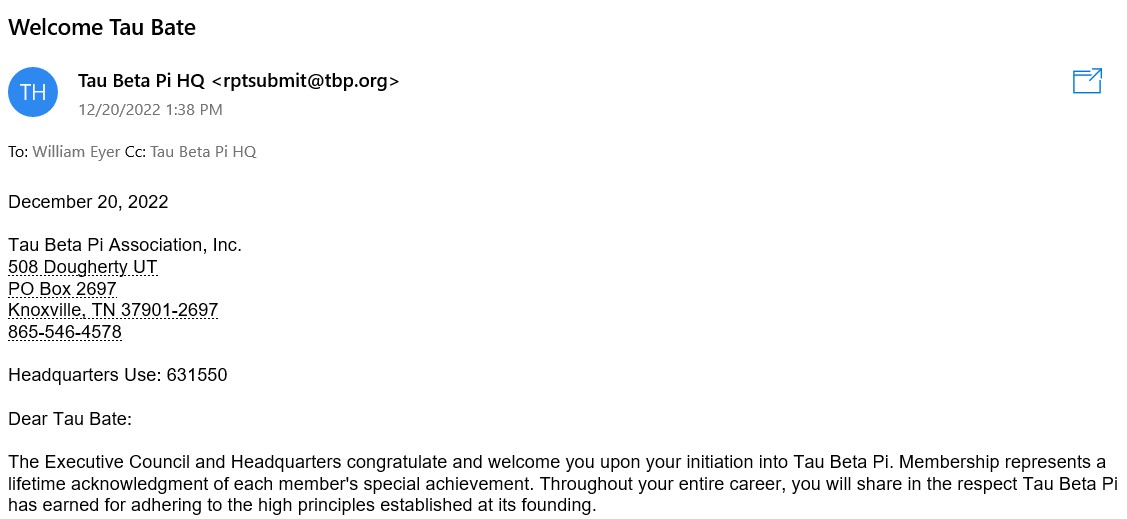 Welcome Tau Bate
TH
Tau Beta Pi HQ <rptsubmit@tbp.org>
12/20/2022 1:38 PM
To: William Eyer Cc: Tau Beta Pi HQ
December 20, 2022
Tau Beta Pi Association, Inc.
508 Dougherty UT
PO Box 2697
Knoxville, TN 37901-2697
865-546-4578
Headquarters Use: 631550
Dear Tau Bate:
The Executive Council and Headquarters congratulate and welcome you upon your initiation into Tau Beta Pi. Membership represents a
lifetime acknowledgment of each member's special achievement. Throughout your entire career, you will share in the respect Tau Beta Pi
has earned for adhering to the high principles established at its founding.